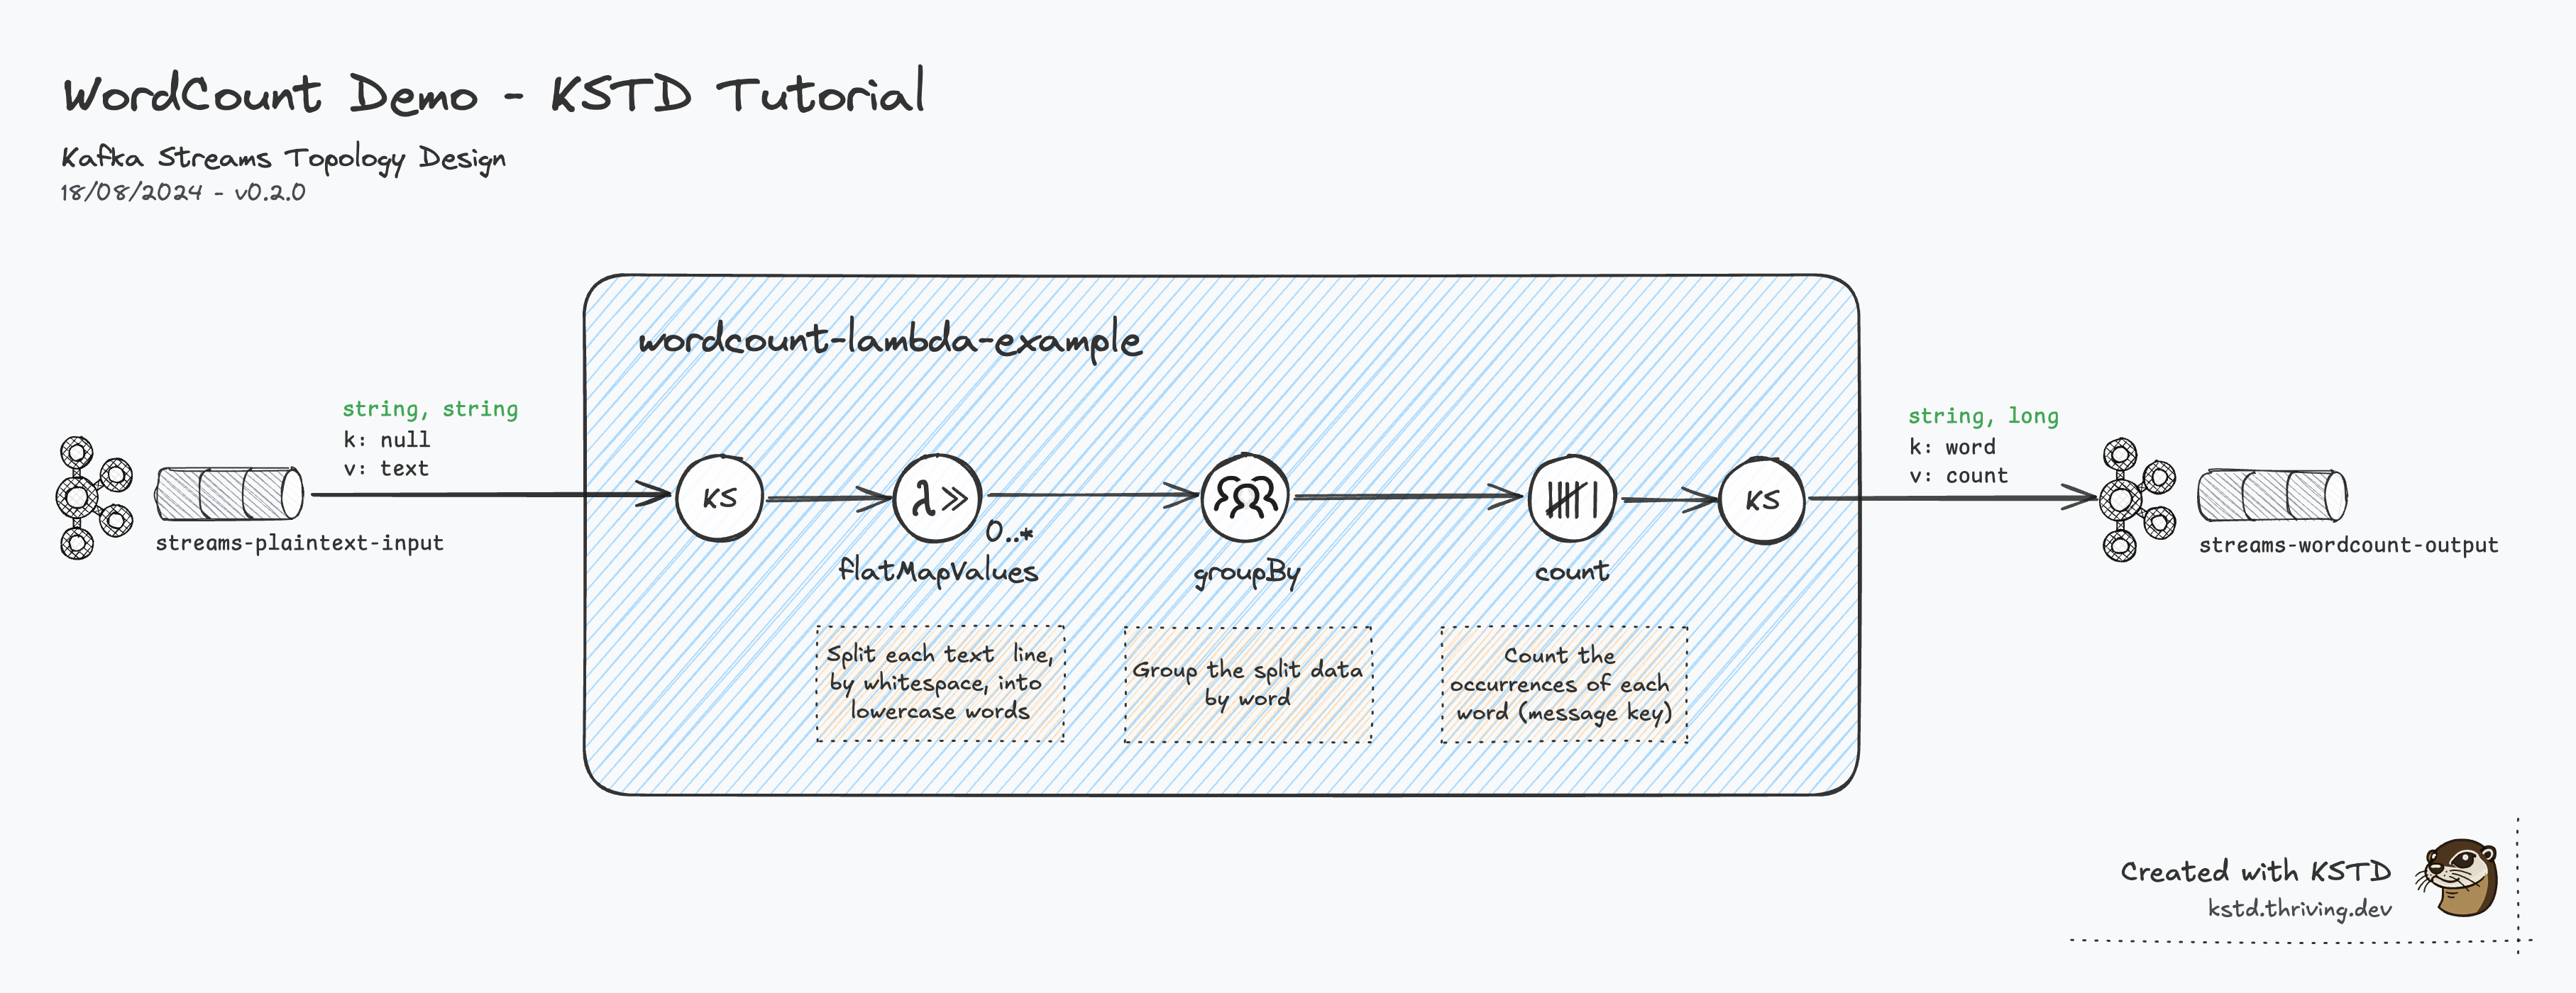 WordCount Demo - KSTD Tutorial
Kafka Streams Topology Design
18/08/2024 - v0.2.0
wordcount-lambda-example
string, string
k: null
v: text
streams-plaintext-input
KS
λ»
0..*
flatMapValues
groupBy
count
KS
string, long
k: word
v: count
streams-wordcount-output
Split each text line,
by whitespace, into
lowercase words
Group the split data
by word
Count the
occurrences of each
word (message key)
Created with KSTD
kstd.thriving.dev